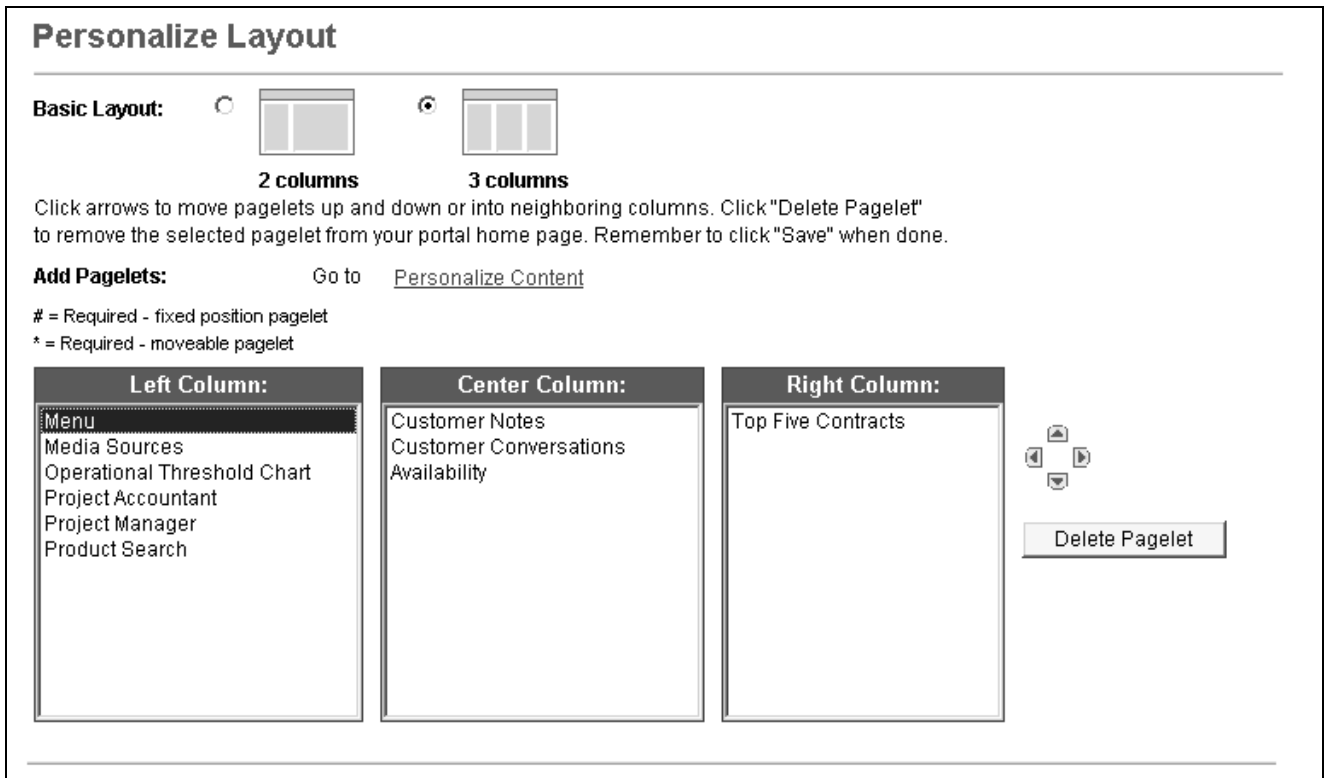 Personalize Layout
Basic Layout:
2 columns
3 columns
Click arrows to move pagelets up and down or into neighboring columns. Click "Delete Pagelet"
to remove the selected pagelet from your portal home page. Remember to click "Save" when done.
Add Pagelets: Go to Personalize Content
# = Required - fixed position pagelet
* = Required - moveable pagelet
Left Column:
Menu
Media Sources
Operational Threshold Chart
Project Accountant
Project Manager
Product Search
Center Column:
Customer Notes
Customer Conversations
Availability
Right Column:
Top Five Contracts
Delete Pagelet